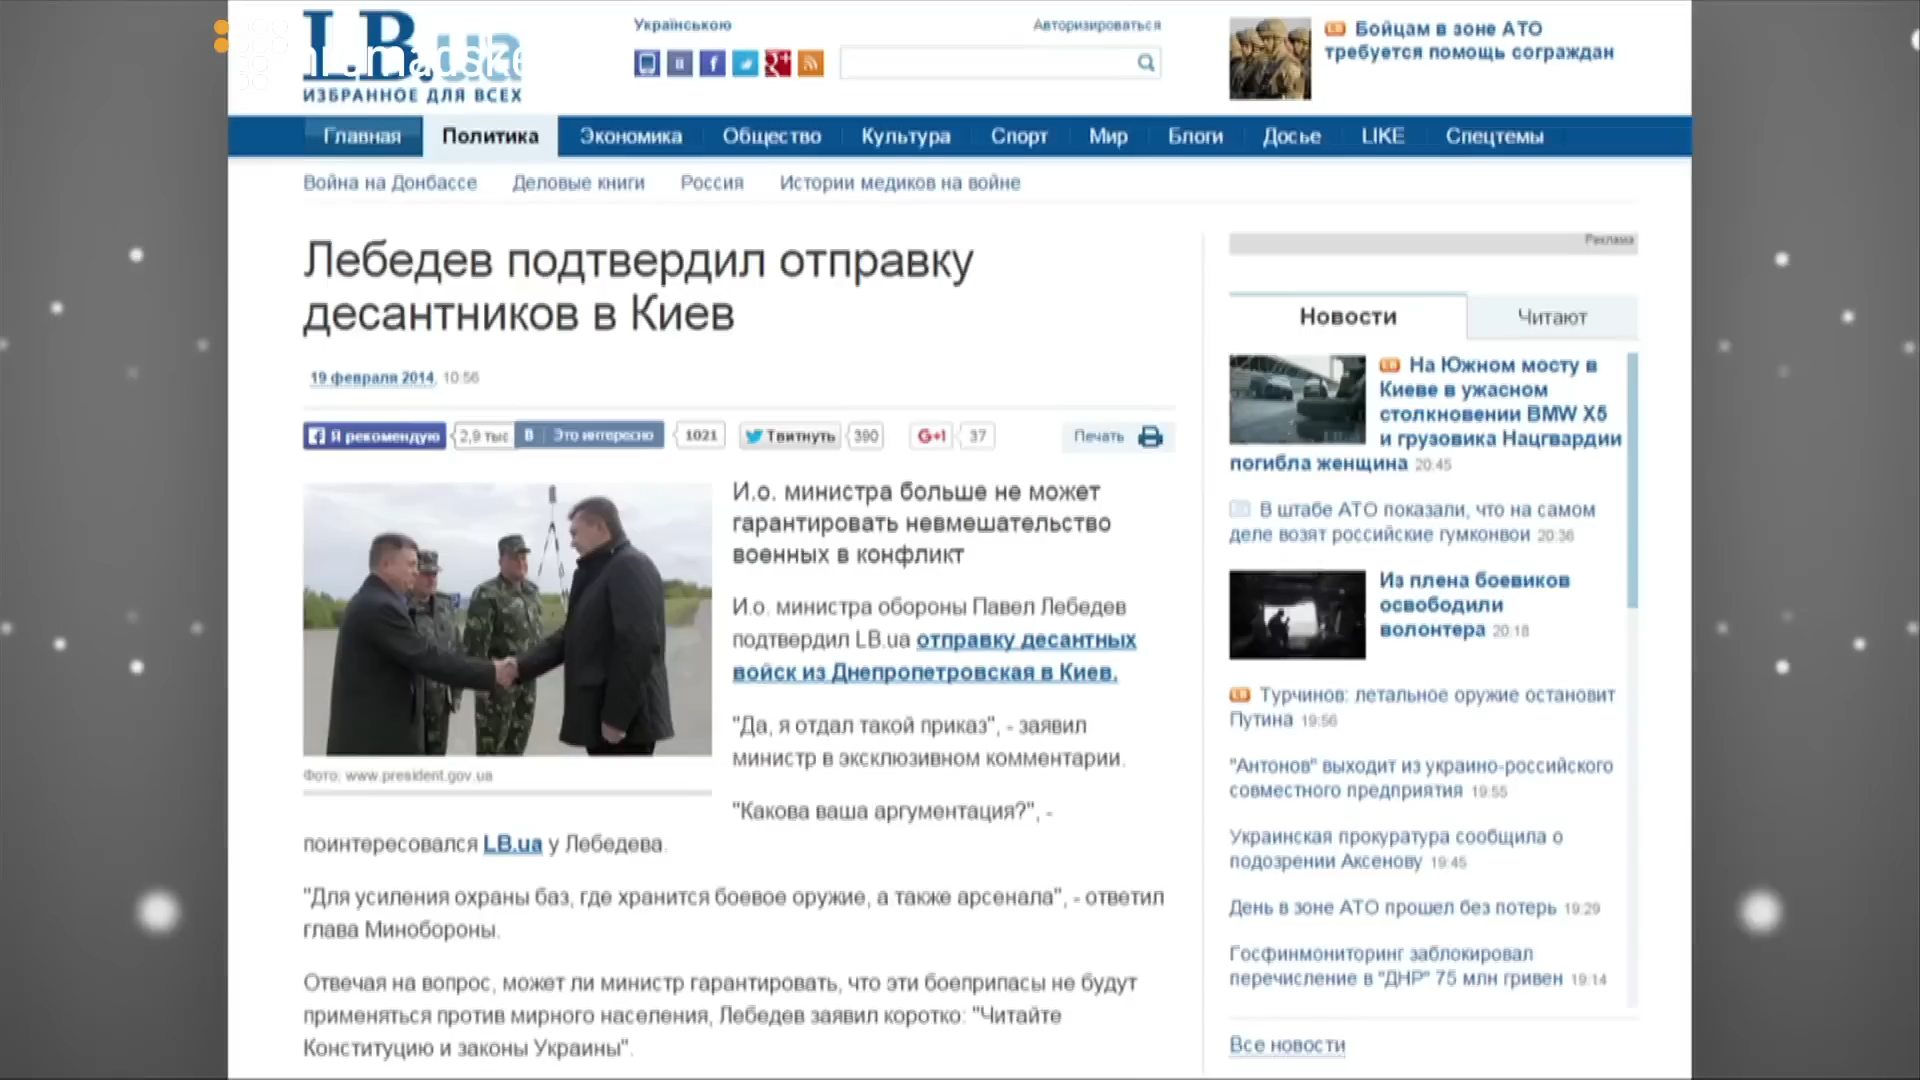 LB.ua
hromadske
ИЗБРАННОЕ ДЛЯ ВСЕХ
Українською
Авторизироваться
Бойцам в зоне АТО
требуется помощь сограждан
Главная Политика Экономика Общество Культура Спорт Мир Блоги Досье LIKE Спецтемы
Война на Донбассе Деловые книги Россия Истории медиков на войне
Лебедев подтвердил отправку
десантников в Киев
19 февраля 2014, 10:56
Я рекомендую 2,9 тыс В Это интересно 1021 Твитнуть 390 G+1 37 Печать
Фото: www.president.gov.ua
И.о. министра больше не может
гарантировать невмешательство
военных в конфликт
И.о. министра обороны Павел Лебедев
подтвердил LB.ua отправку десантных
войск из Днепропетровская в Киев.
"Да, я отдал такой приказ", - заявил
министр в эксклюзивном комментарии.
"Какова ваша аргументация?", -
поинтересовался LB.ua у Лебедева.
"Для усиления охраны баз, где хранится боевое оружие, а также арсенала", - ответил
глава Минобороны.
Отвечая на вопрос, может ли министр гарантировать, что эти боеприпасы не будут
применяться против мирного населения, Лебедев заявил коротко: "Читайте
Конституцию и законы Украины".
Реклама
Новости Читают
LB На Южном мосту в
Киеве в ужасном
столкновении BMW X5
и грузовика Нацгвардии
погибла женщина 20:45
В штабе АТО показали, что на самом
деле возят российские гумконвои 20:36
Из плена боевиков
освободили
волонтера 20:18
LB Турчинов: летальное оружие остановит
Путина 19:56
"Антонов" выходит из украино-российского
совместного предприятия 19:55
Украинская прокуратура сообщила о
подозрении Аксенову 19:45
День в зоне АТО прошел без потерь 19:29
Госфинмониторинг заблокировал
перечисление в "ДНР" 75 млн гривен 19:14
Все новости